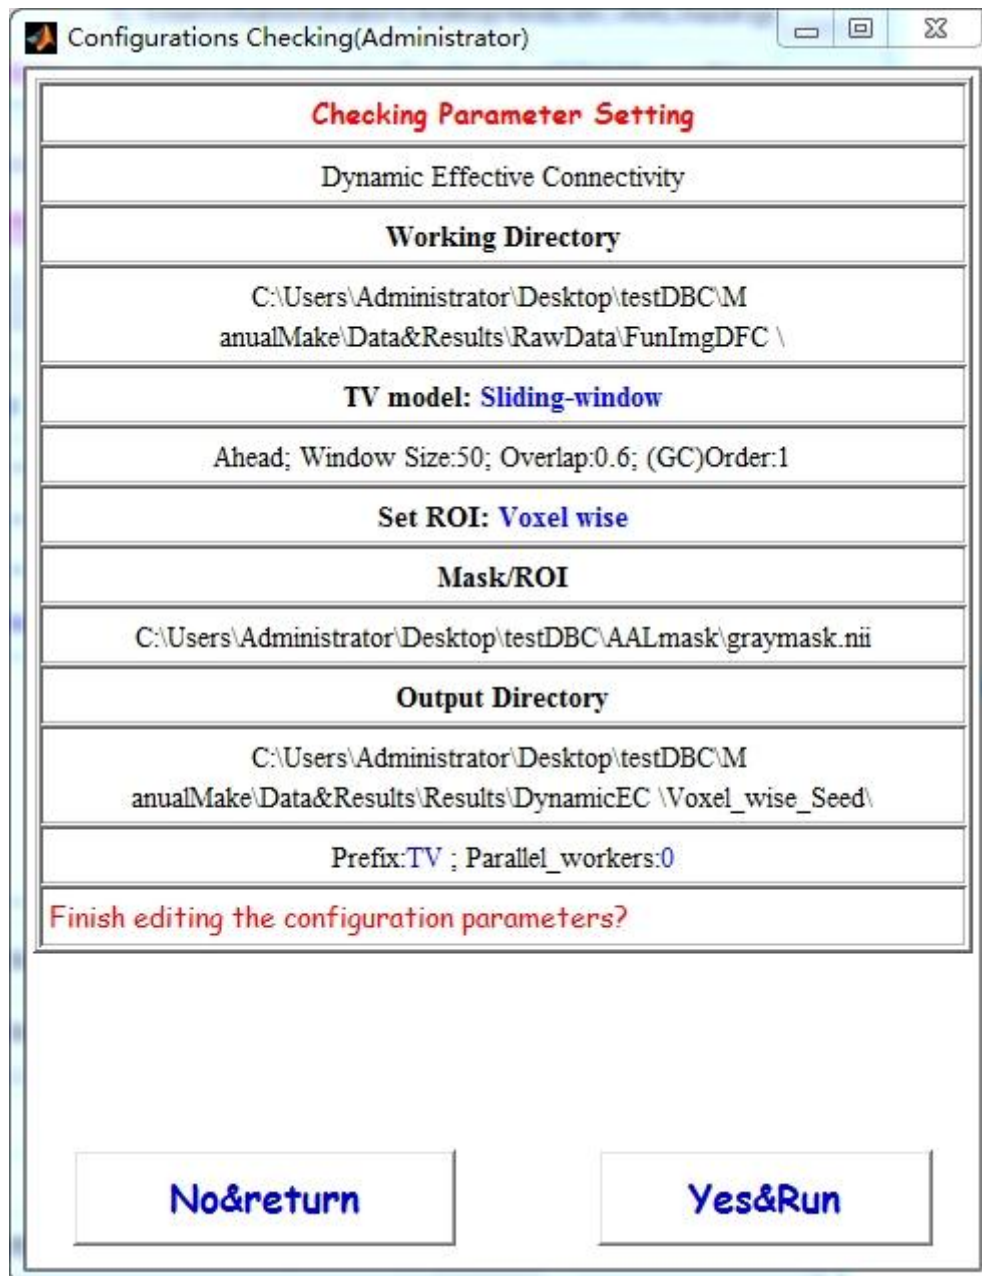 Configurations Checking(Administrator)
Checking Parameter Setting
Dynamic Effective Connectivity
Working Directory
C:\Users\Administrator\Desktop\testDBC\M
anualMake\Data&Results\RawData\FunImgDFC \
TV model: Sliding-window
Ahead; Window Size:50; Overlap:0.6; (GC)Order:1
Set ROI: Voxel wise
Mask/ROI
C:\Users\Administrator\Desktop\testDBC\AALmask\graymask.nii
Output Directory
C:\Users\Administrator\Desktop\testDBC\M
anualMake\Data&Results\Results\DynamicEC \Voxel_wise_Seed\
Prefix:TV ; Parallel_workers:0
Finish editing the configuration parameters?
No&return
Yes&Run